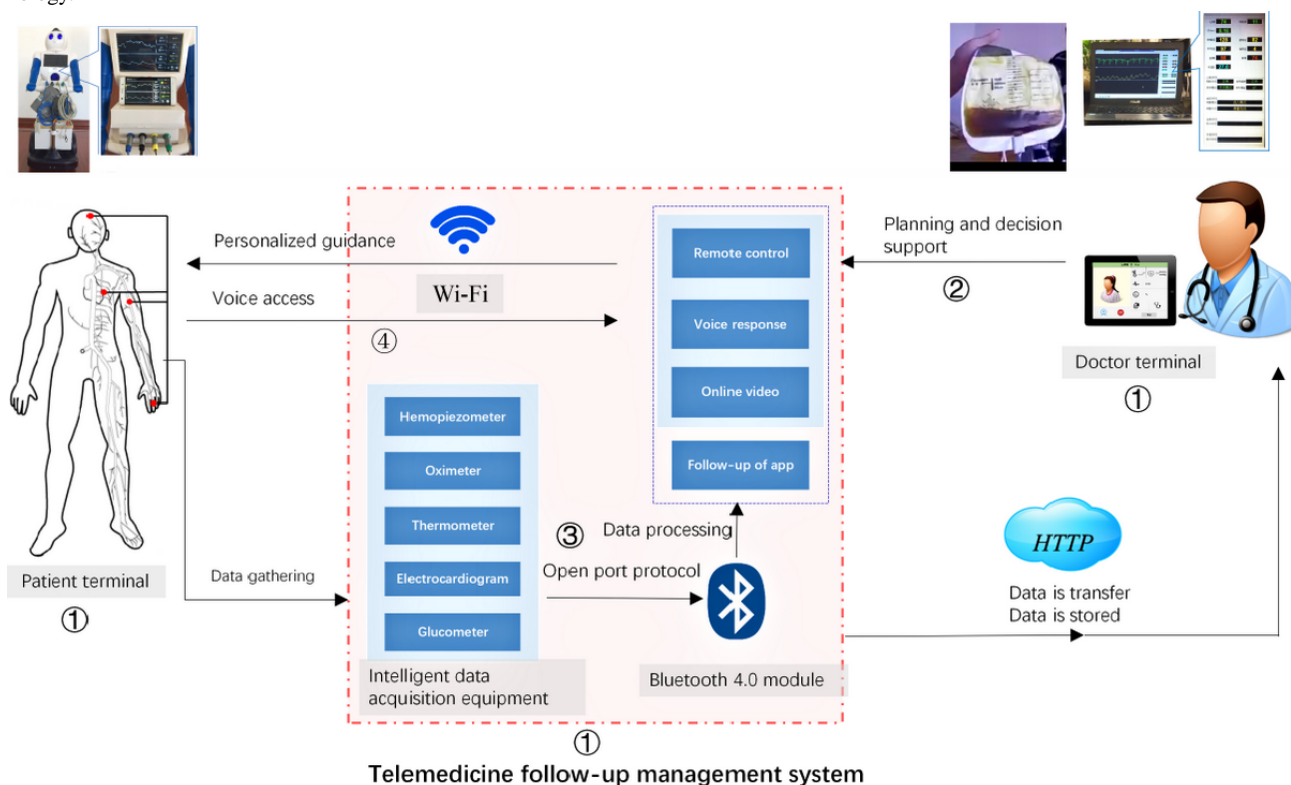 ology.
Personalized guidance
Wi-Fi
Voice access
④
Remote control
Voice response
Online video
Follow-up of app
Planning and decision
support
②
Doctor terminal
①
Hemopiezometer
Oximeter
Thermometer
Electrocardiogram
Glucometer
③
Data processing
Open port protocol
HTTP
Data is transfer
Data is stored
Patient terminal
①
Data gathering
Intelligent data
acquisition equipment
Bluetooth 4.0 module
①
Telemedicine follow-up management system